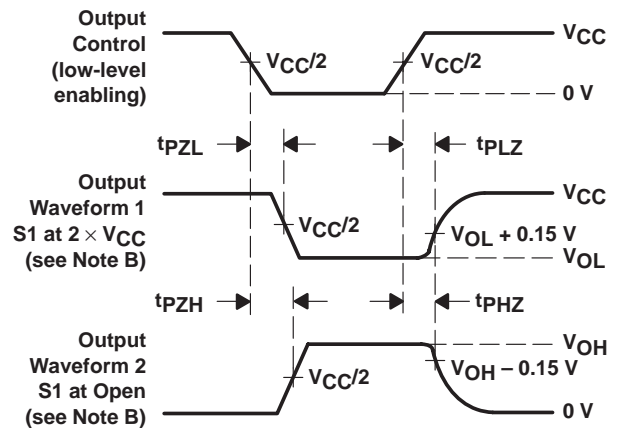 Output
Control
(low-level
enabling)
VCC
VCC/2
VCC/2
0 V
tPZL
tPLZ
Output
Waveform 1
S1 at 2 × VCC
(see Note B)
VCC
VCC/2
VOL + 0.15 V
VOL
tPZH
tPHZ
Output
Waveform 2
S1 at Open
(see Note B)
VOH
VCC/2
VOH – 0.15 V
0 V